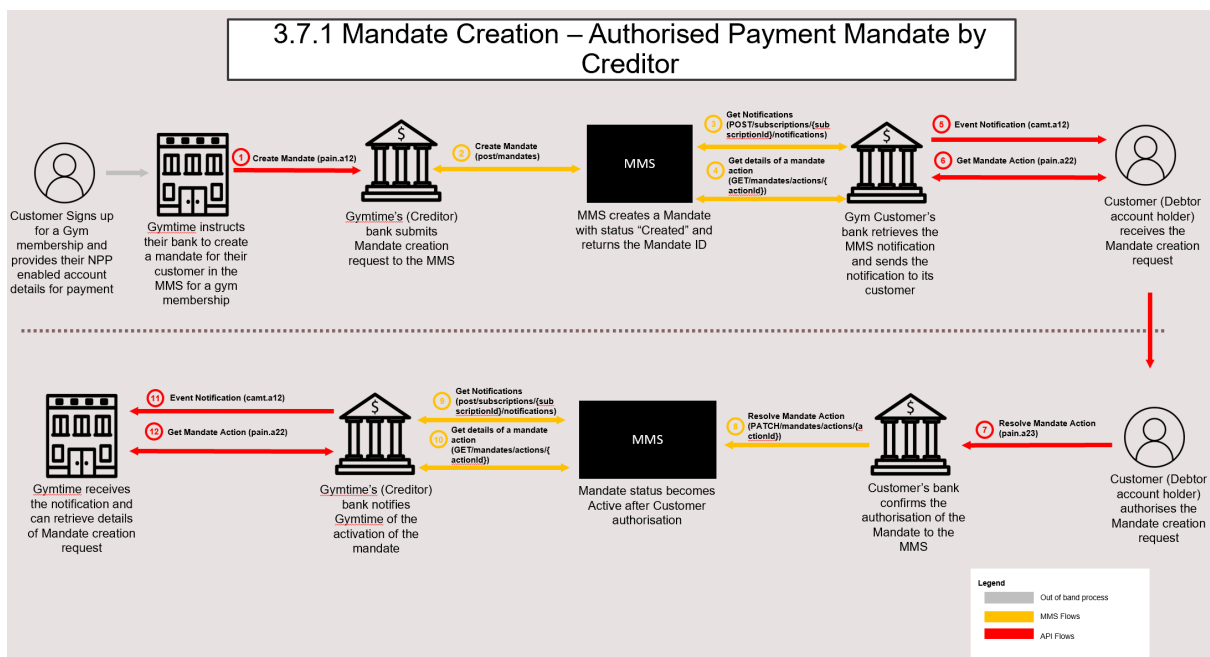 3.7.1 Mandate Creation – Authorised Payment Mandate by
Creditor
1
Create Mandate (pain.a12)
$
2
Create Mandate
(post/mandates)
MMS
3
Get Notifications
(POST/subscriptions/{sub
scriptionId}/notifications)
4
Get details of a mandate
action
(GET/mandates/actions/{
actionId})
$
5
Event Notification (camt.a12)
6
Get Mandate Action (pain.a22)
Customer Signs up
for a Gym
membership and
provides their NPP
enabled account
details for payment
Gymtime instructs
their bank to create
a mandate for their
customer in the
MMS for a gym
membership
Gymtime's (Creditor)
bank submits
Mandate creation
request to the MMS
MMS creates a Mandate
with status “Created” and
returns the Mandate ID
Gym Customer's
bank retrieves the
MMS notification
and sends the
notification to its
customer
Customer (Debtor
account holder)
receives the
Mandate creation
request
11
Event Notification (camt.a12)
12
Get Mandate Action (pain.a22)
$
9
Get Notifications
(post/subscriptions/{sub
scriptionId}/notifications)
10
Get details of a mandate
action
(GET/mandates/actions/{
actionId})
MMS
8
Resolve Mandate Action
(PATCH/mandates/actions/{a
ctionId})
$
7
Resolve Mandate Action
(pain.a23)
Gymtime receives
the notification and
can retrieve details
of Mandate creation
request
Gymtime's (Creditor)
bank notifies
Gymtime of the
activation of the
mandate
Mandate status becomes
Active after Customer
authorisation
Customer's bank
confirms the
authorisation of the
Mandate to the
MMS
Customer (Debtor
account holder)
authorises the
Mandate creation
request
Legend
Out of band process
MMS Flows
API Flows